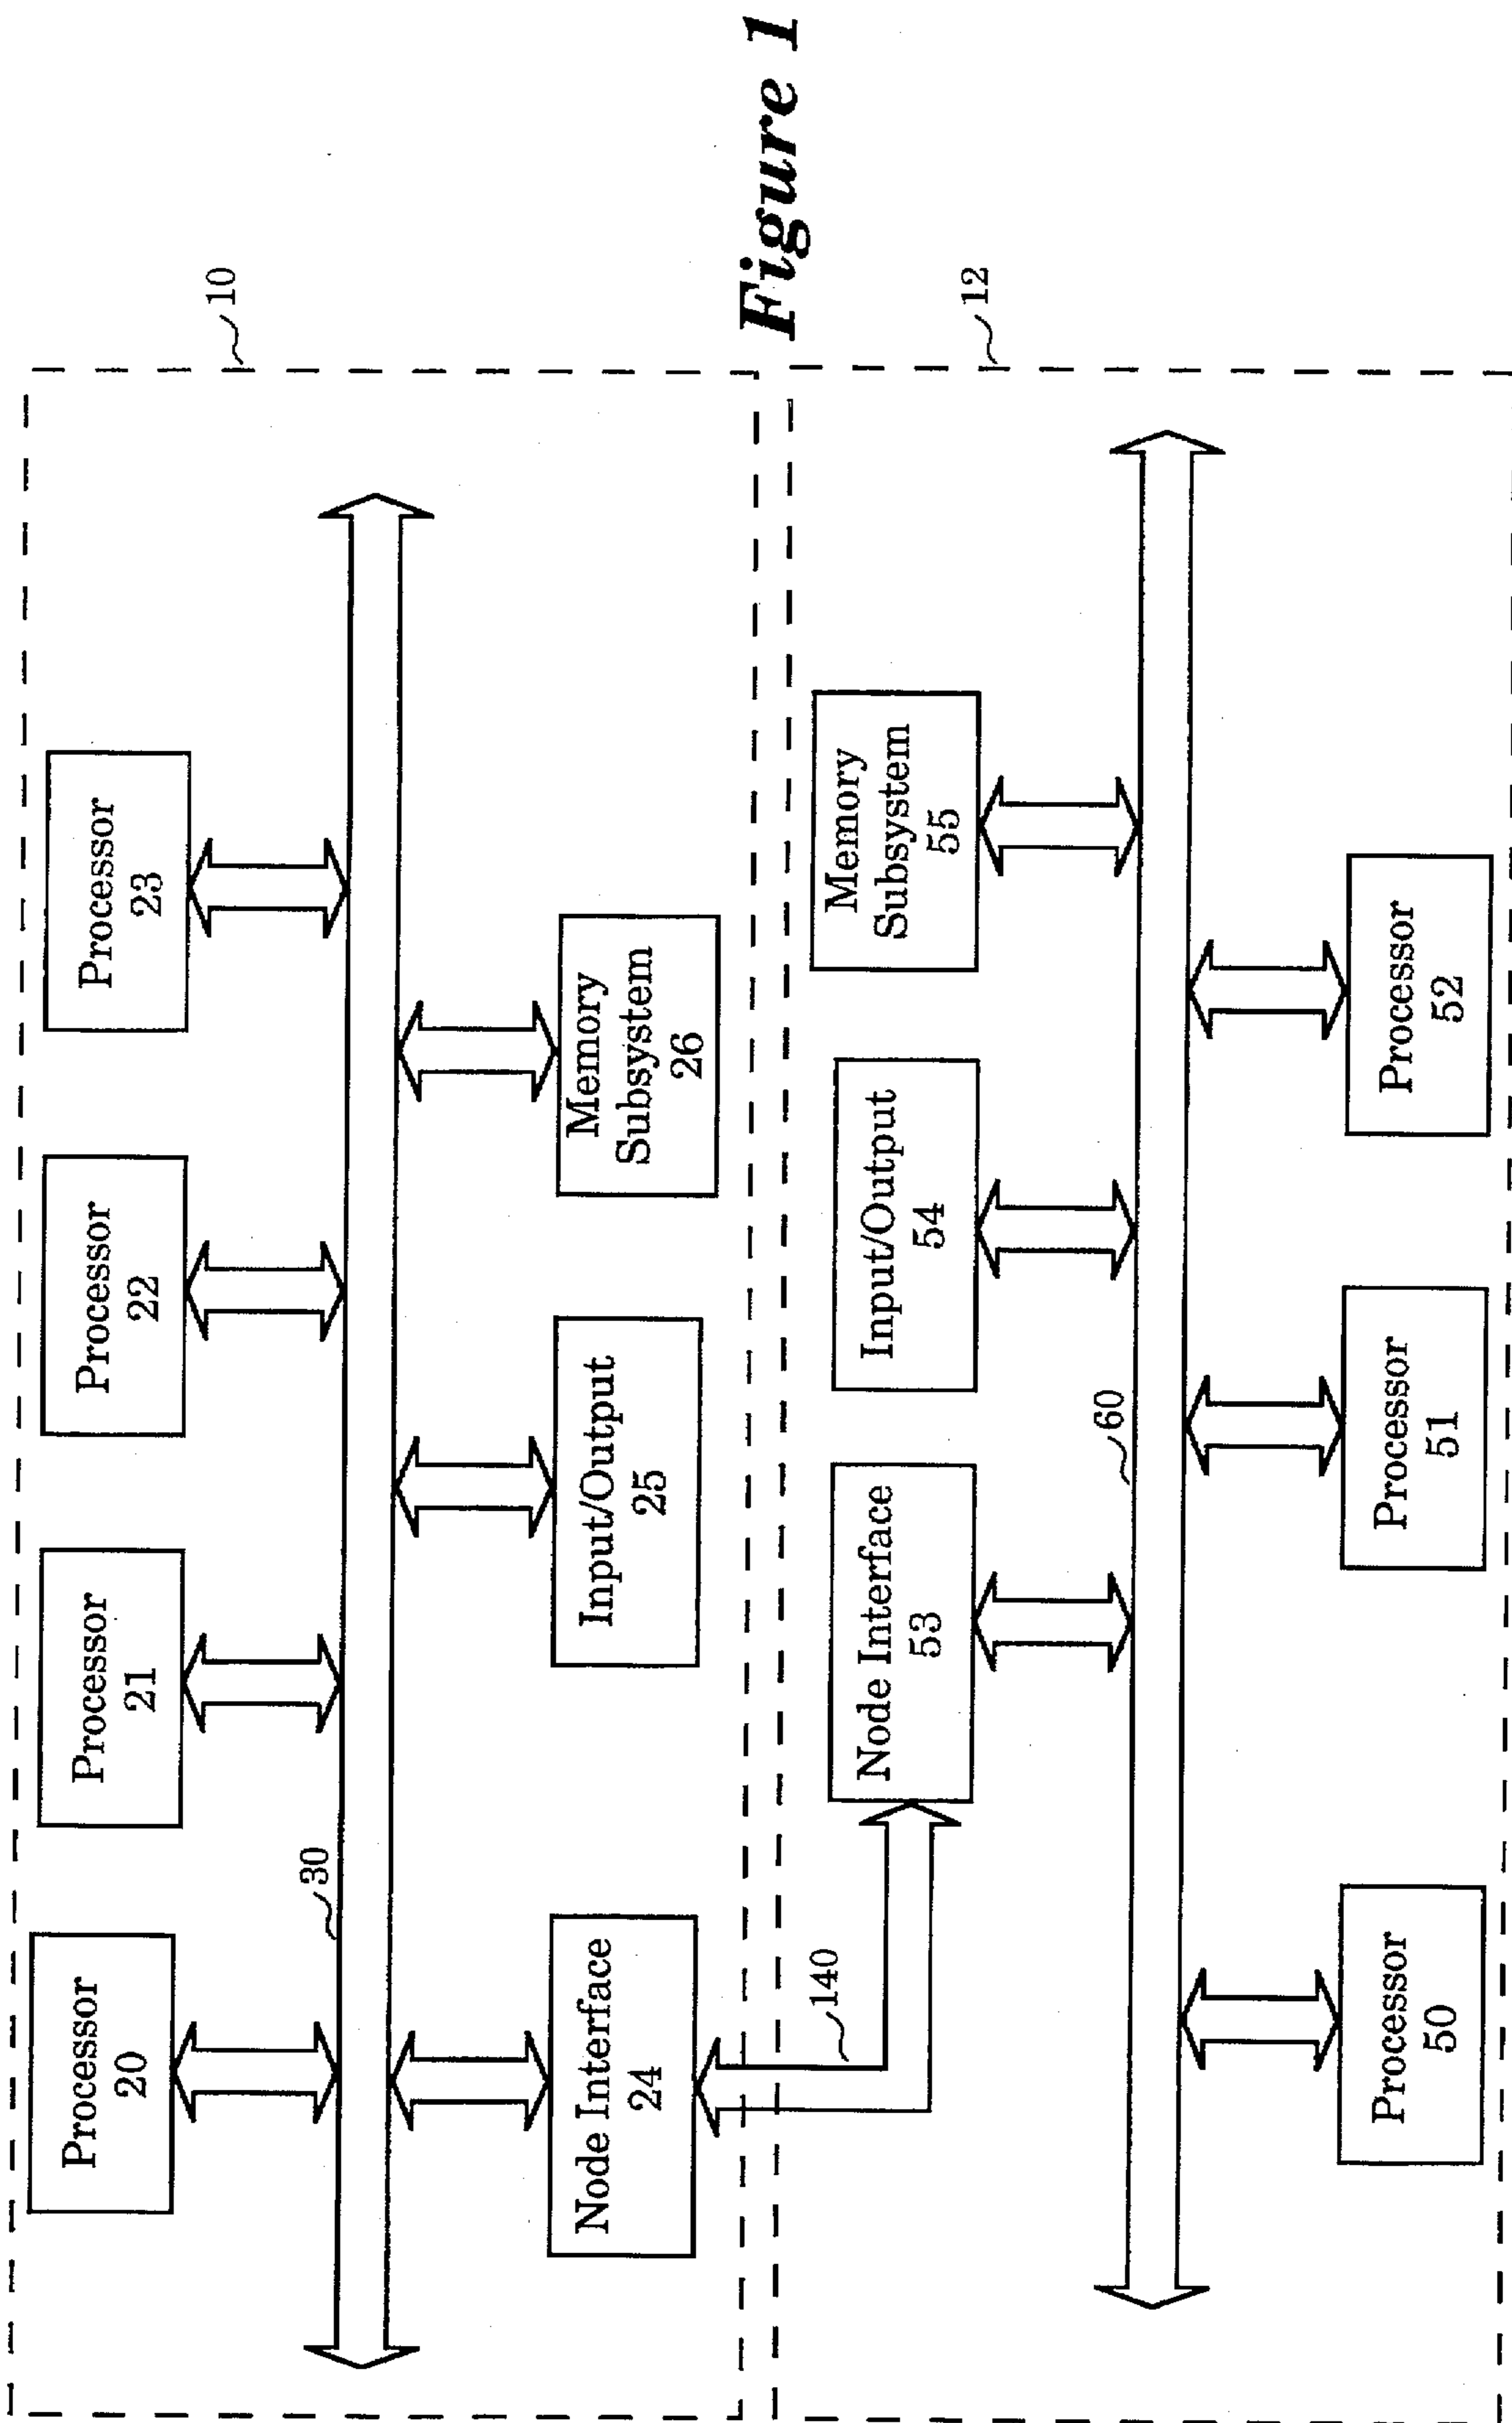 10
Processor
20
Processor
21
Processor
22
Processor
23
30
Node Interface
24
Input/Output
25
Memory
Subsystem
26
Figure 1
12
140
Node Interface
53
Input/Output
54
Memory
Subsystem
55
60
Processor
50
Processor
51
Processor
52